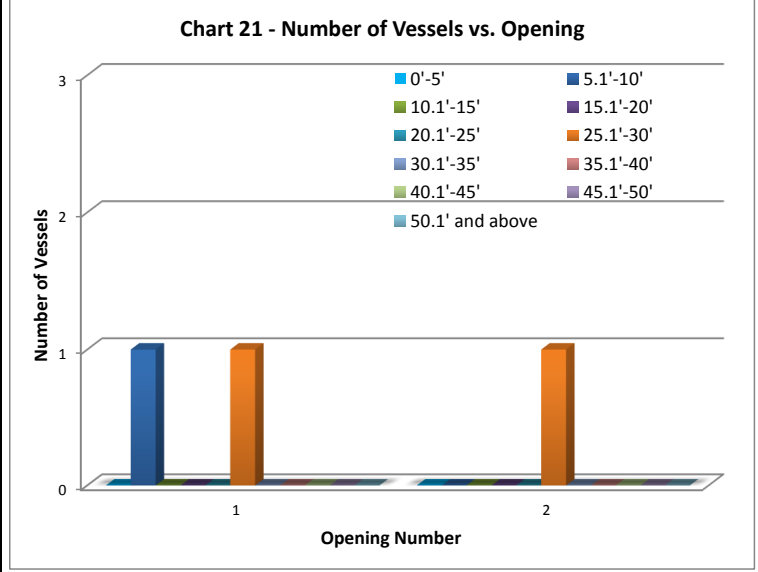 Chart 21 - Number of Vessels vs. Opening
3
0'-5' 5.1'-10'
10.1'-15' 15.1'-20'
20.1'-25' 25.1'-30'
30.1'-35' 35.1'-40'
40.1'-45' 45.1'-50'
50.1' and above
2
Number of Vessels
1
0
1 2
Opening Number